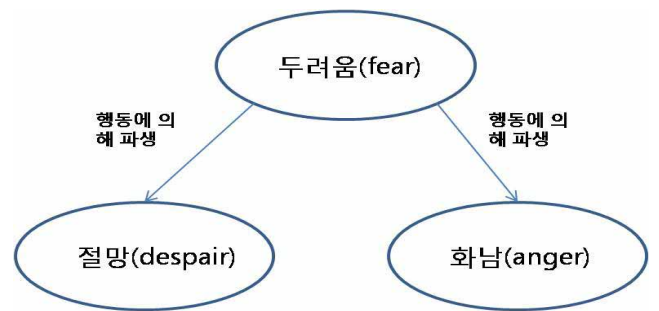 두려움(fear)
행동에 의
해 파생
행동에 의
해 파생
절망(despair)
화남(anger)